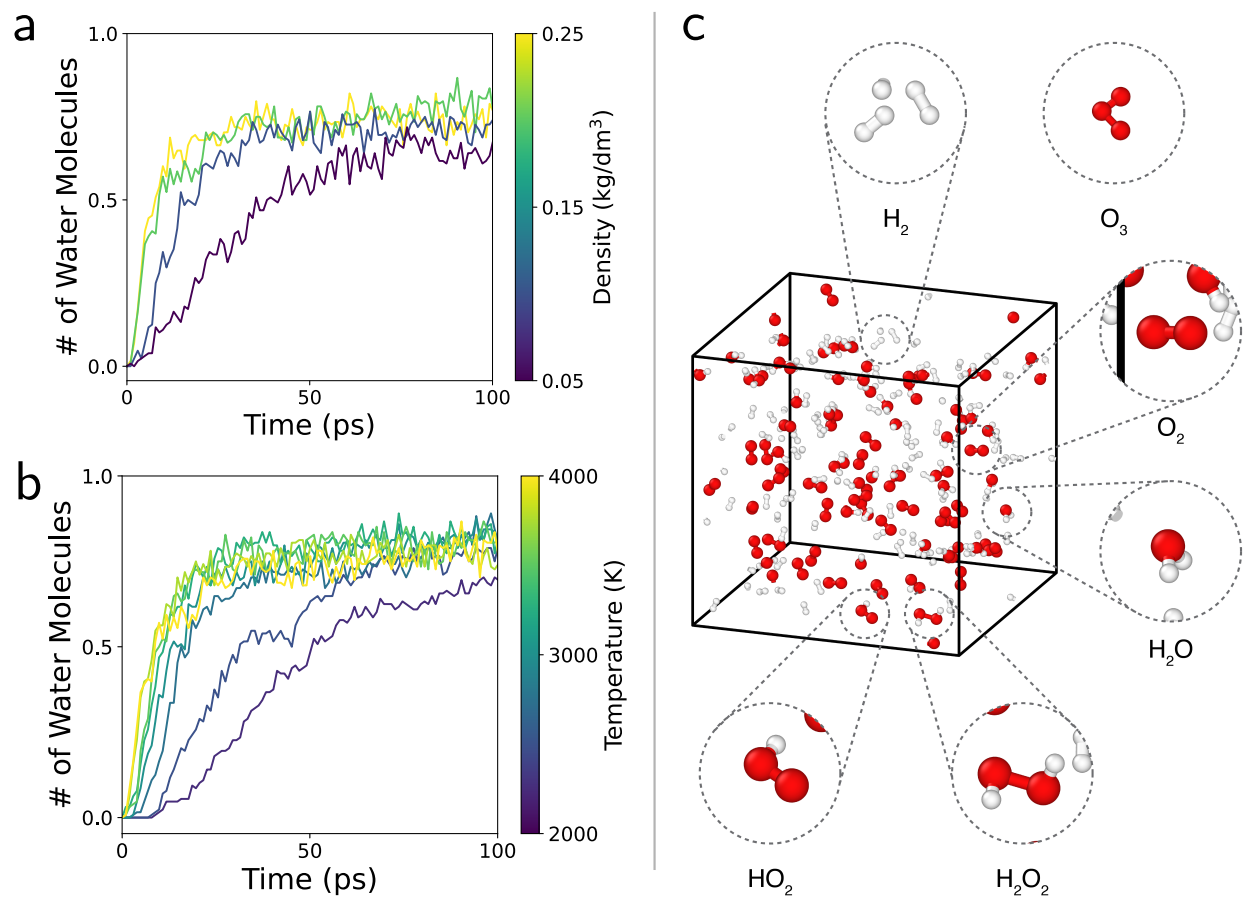 a
1.0
0.5
0.0
# of Water Molecules
50
100
Time (ps)
0.25
0.15
0.05
Density (kg/dm³)
b
1.0
0.5
0.0
# of Water Molecules
0
50
100
Time (ps)
4000
3000
2000
Temperature (K)
c
H₂
O₃
O₂
H₂O
HO₂
H₂O₂